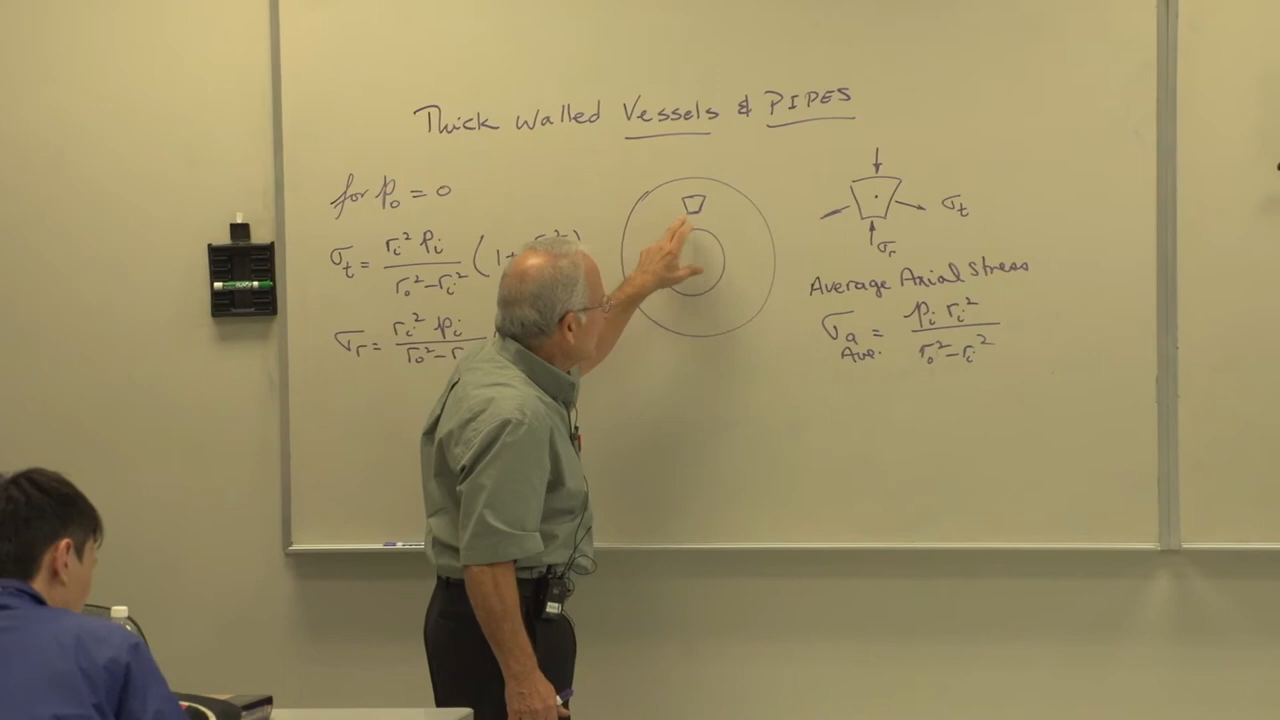 Thick Walled Vessels & PIPES
for p₀ = 0
σₜ = rᵢ² pᵢ / r₀² – rᵢ² (1+
σᵣ = rᵢ² pᵢ / r₀² – r
σₜ
σᵣ
Average Axial Stress
σₐ = pᵢ rᵢ² / r₀² – rᵢ²
Ave.